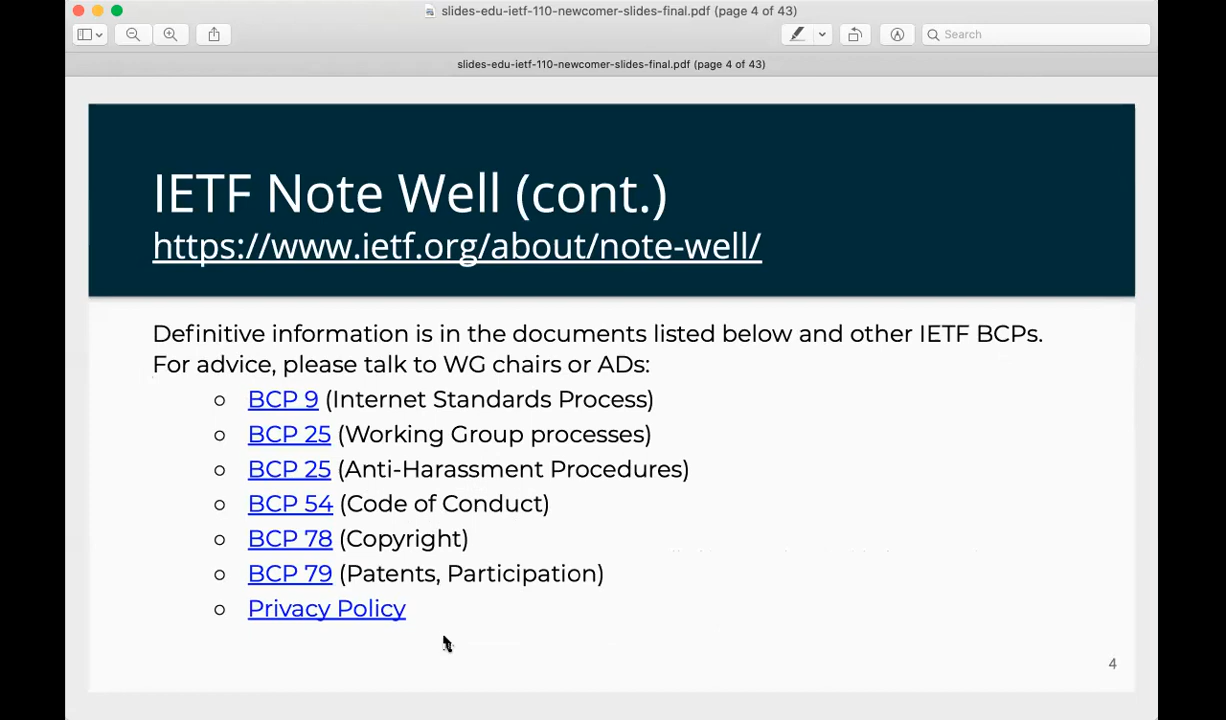 slides-edu-ietf-110-newcomer-slides-final.pdf (page 4 of 43)
Search
slides-edu-ietf-110-newcomer-slides-final.pdf (page 4 of 43)
IETF Note Well (cont.)
https://www.ietf.org/about/note-well/
Definitive information is in the documents listed below and other IETF BCPs.
For advice, please talk to WG chairs or ADs:
BCP 9 (Internet Standards Process)
BCP 25 (Working Group processes)
BCP 25 (Anti-Harassment Procedures)
BCP 54 (Code of Conduct)
BCP 78 (Copyright)
BCP 79 (Patents, Participation)
Privacy Policy
4